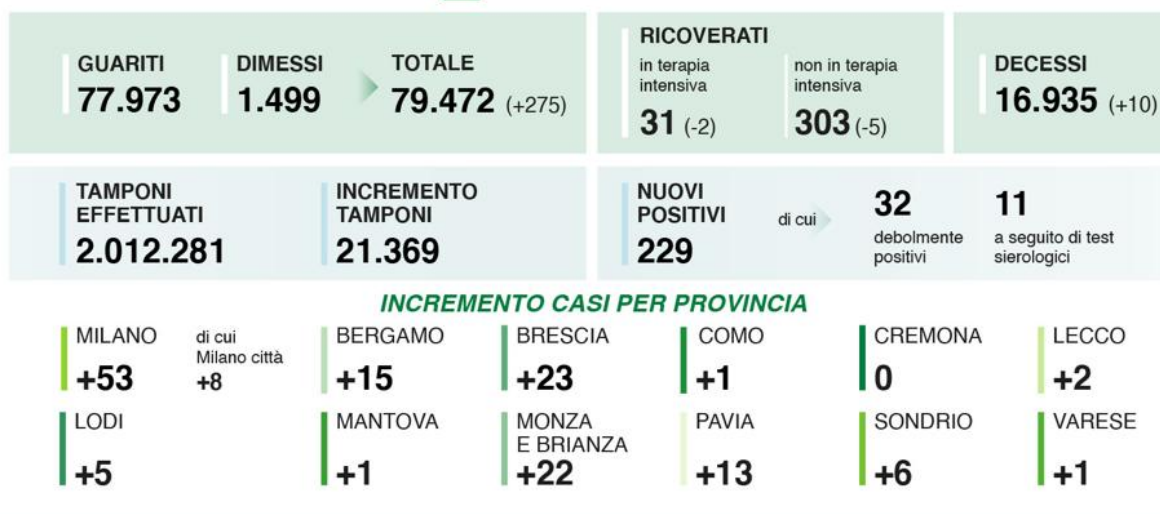 GUARITI
77.973
DIMESSI
1.499
TOTALE
79.472 (+275)
RICOVERATI
in terapia
intensiva
31 (-2)
non in terapia
intensiva
303 (-5)
DECESSI
16.935 (+10)
TAMPONI
EFFETTUATI
2.012.281
INCREMENTO
TAMPONI
21.369
NUOVI
POSITIVI
229
di cui
32
debolmente
positivi
11
a seguito di test
sierologici
INCREMENTO CASI PER PROVINCIA
MILANO
+53
di cui
Milano città
+8
BERGAMO
+15
BRESCIA
+23
COMO
+1
CREMONA
0
LECCO
+2
LODI
+5
MANTOVA
+1
MONZA
E BRIANZA
+22
PAVIA
+13
SONDRIO
+6
VARESE
+1